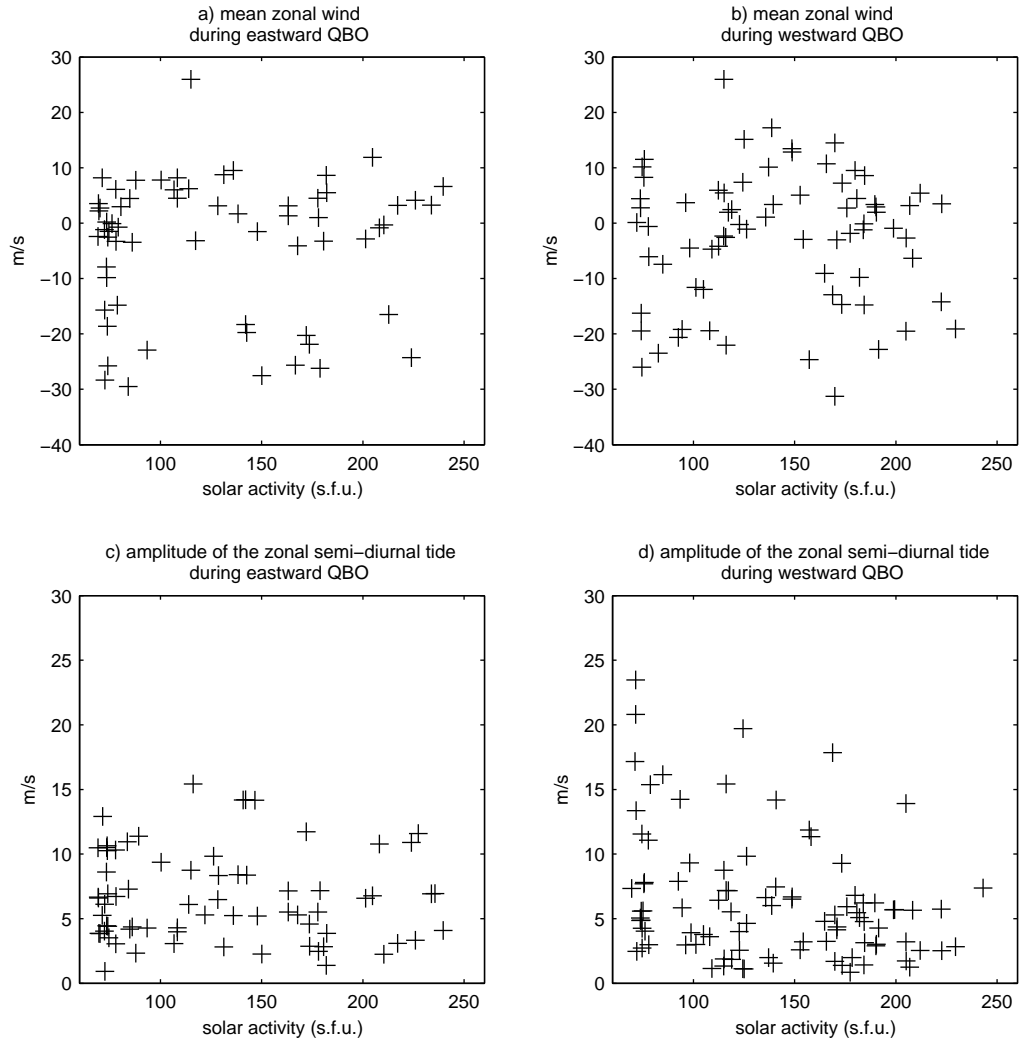 a) mean zonal wind
during eastward QBO
30
20
10
0
−10
−20
−30
−40
m/s
100
150
200
250
solar activity (s.f.u.)
b) mean zonal wind
during westward QBO
30
20
10
0
−10
−20
−30
−40
m/s
100
150
200
250
solar activity (s.f.u.)
c) amplitude of the zonal semi−diurnal tide
during eastward QBO
30
25
20
15
10
5
0
m/s
100
150
200
250
solar activity (s.f.u.)
d) amplitude of the zonal semi−diurnal tide
during westward QBO
30
25
20
15
10
5
0
m/s
100
150
200
250
solar activity (s.f.u.)